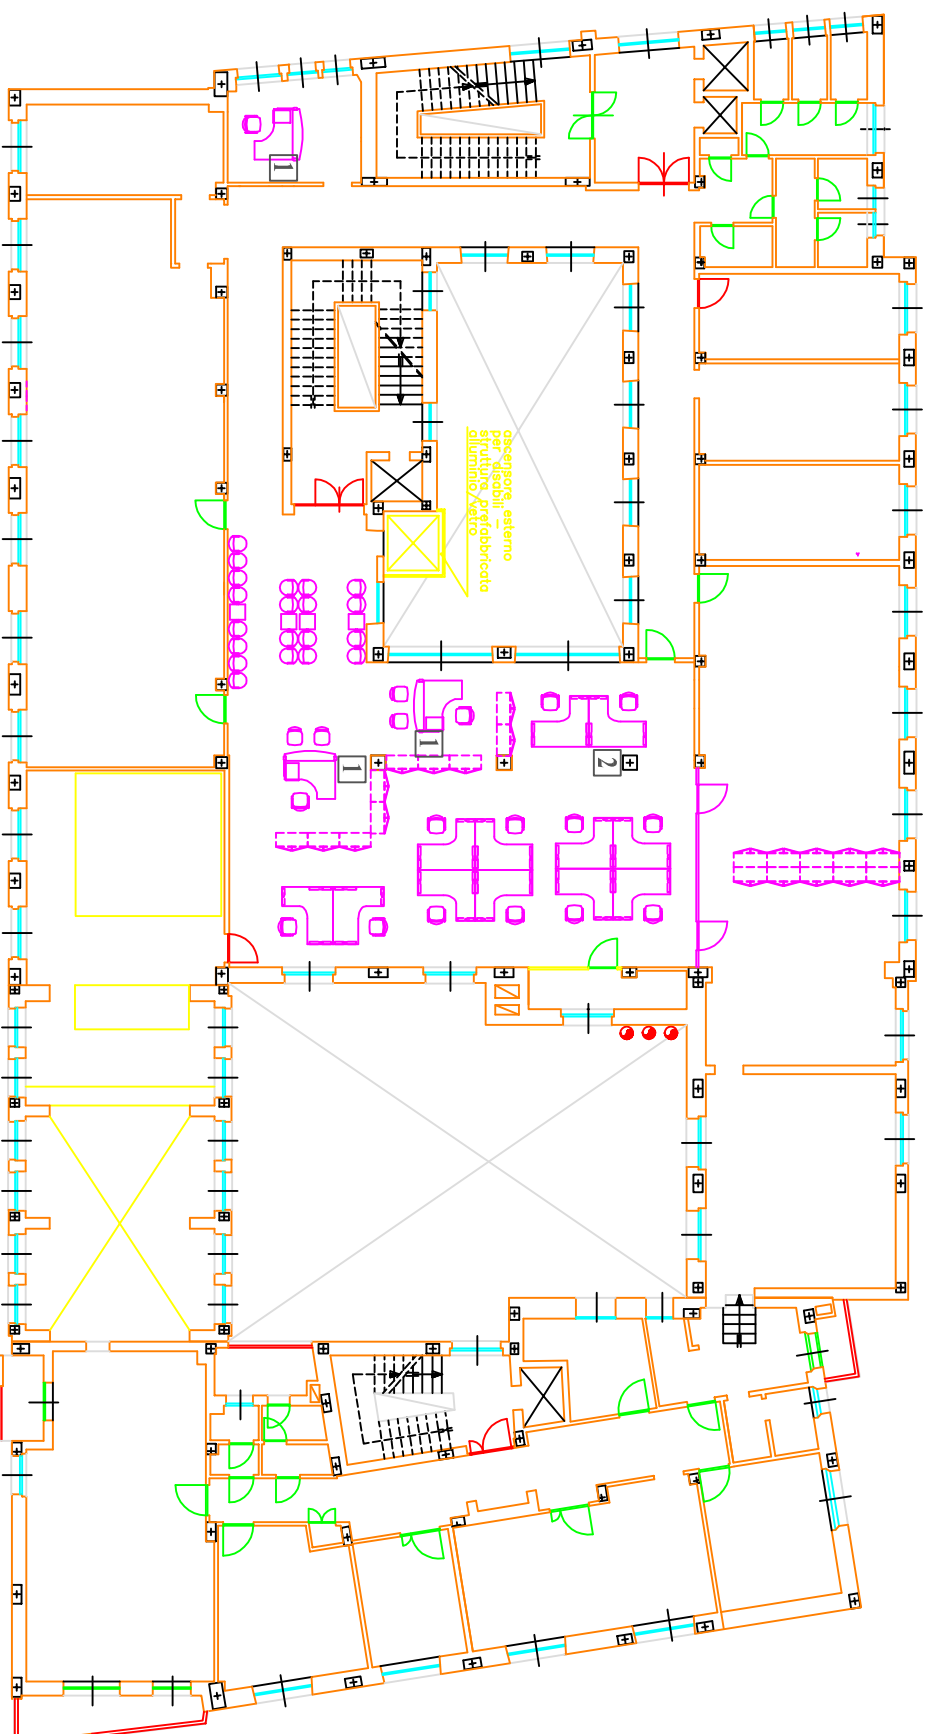 1
ascensore esterno
per disabili -
struttura prefabbricata
alluminio/vetro
1
1
2